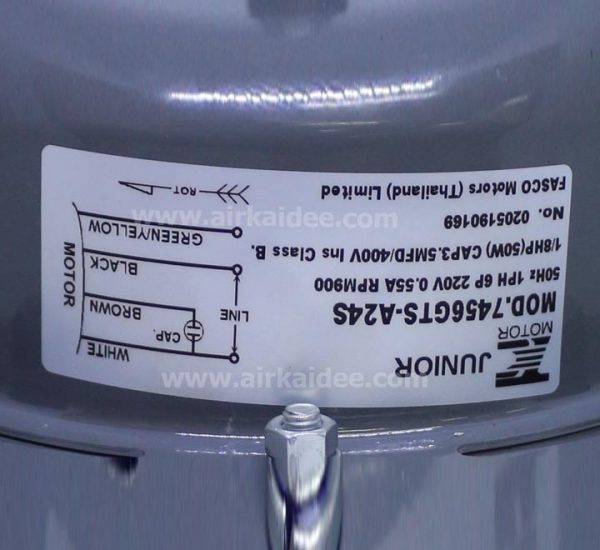 JUNIOR
MOTOR
MOD.7456GTS-A24S
50Hz 1PH 6P 220V 0.55A RPM900
1/8HP(50W) CAP3.5MFD/400V Ins Class B.
No. 0205190169
FASCO Motors (Thailand) Limited
WHITE
CAP.
BROWN
LINE
BLACK
GREEN/YELLOW
MOTOR
ROT
www.airkaidee.com
www.airkaidee.com